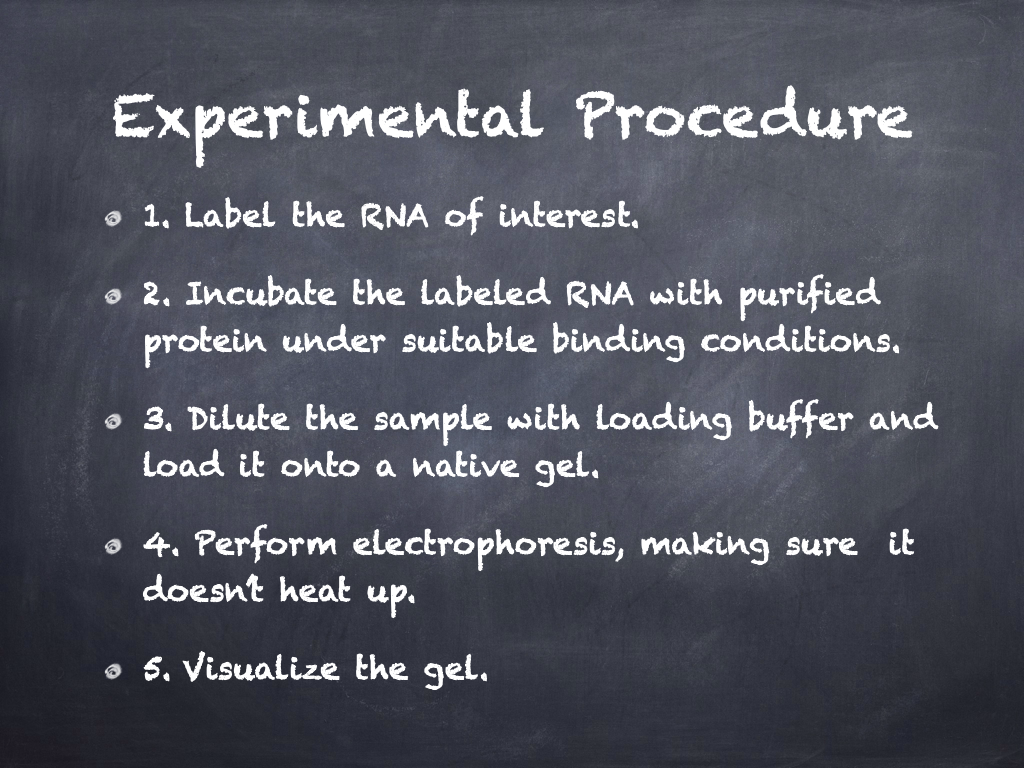 Experimental Procedure
1. Label the RNA of interest.
2. Incubate the labeled RNA with purified
protein under suitable binding conditions.
3. Dilute the sample with loading buffer and
load it onto a native gel.
4. Perform electrophoresis, making sure  it
doesn't heat up.
5. Visualize the gel.